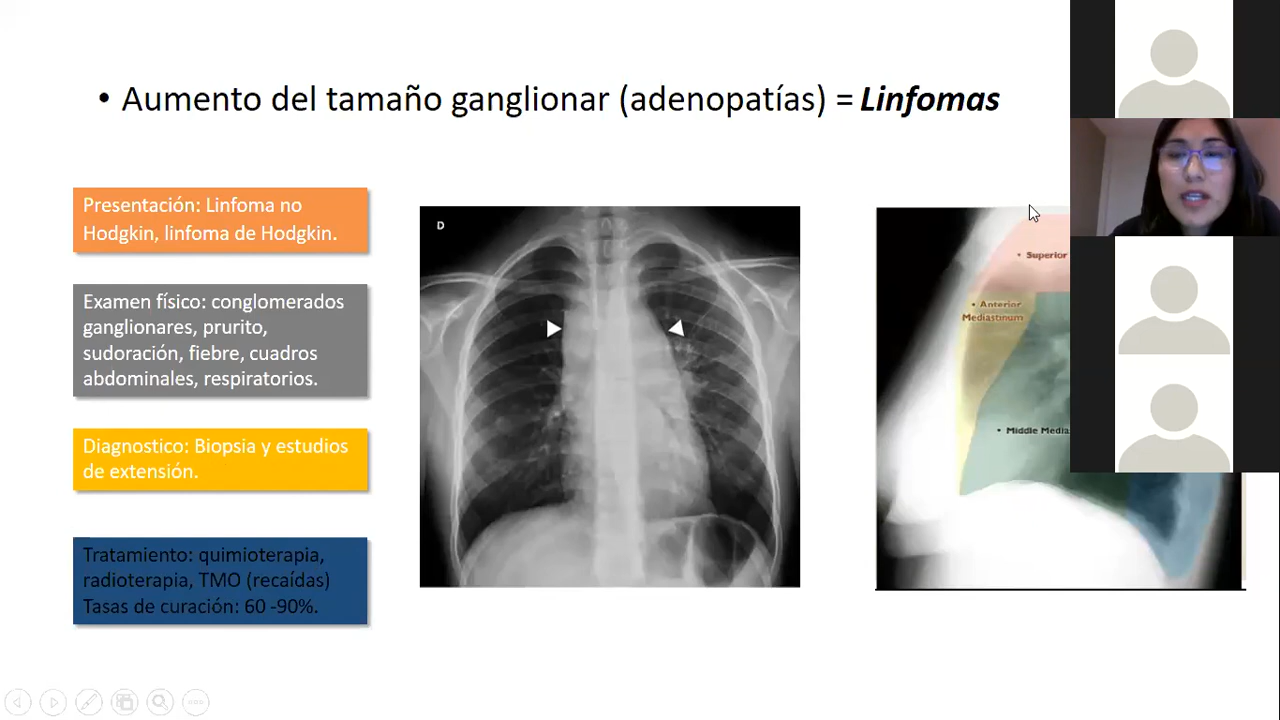 • Aumento del tamaño ganglionar (adenopatías) = Linfomas
Presentación: Linfoma no
Hodgkin, linfoma de Hodgkin.
Examen físico: conglomerados
ganglionares, prurito,
sudoración, fiebre, cuadros
abdominales, respiratorios.
Diagnostico: Biopsia y estudios
de extensión.
Tratamiento: quimioterapia,
radioterapia, TMO (recaídas)
Tasas de curación: 60 -90%.
D
• Superior
• Anterior
Mediastinum
• Middle Media